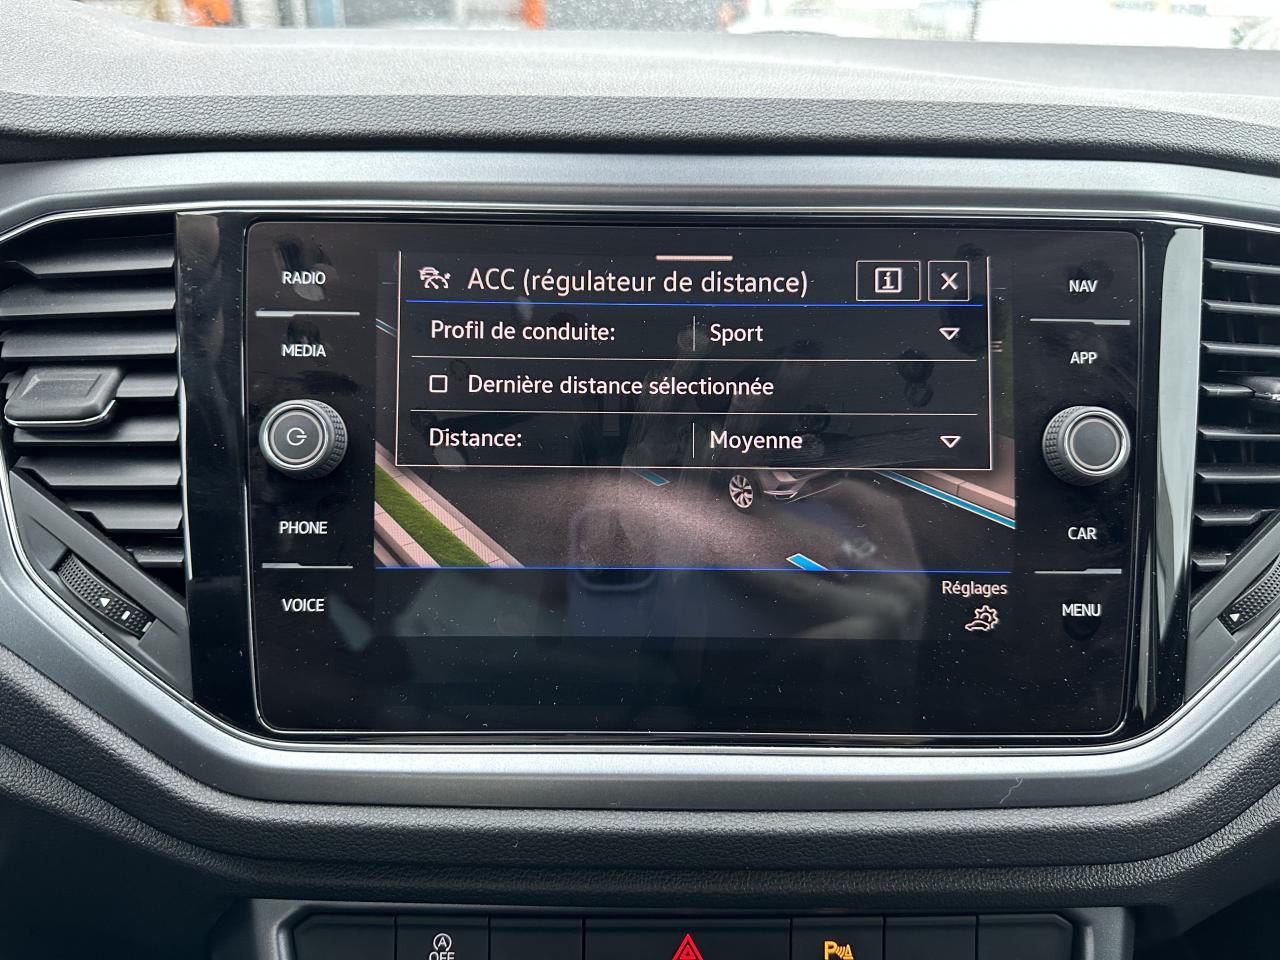 RADIO
MEDIA
PHONE
VOICE
ACC (régulateur de distance)
i
X
Profil de conduite: Sport
Dernière distance sélectionnée
Distance: Moyenne
Réglages
NAV
APP
CAR
MENU
A
OFF
P